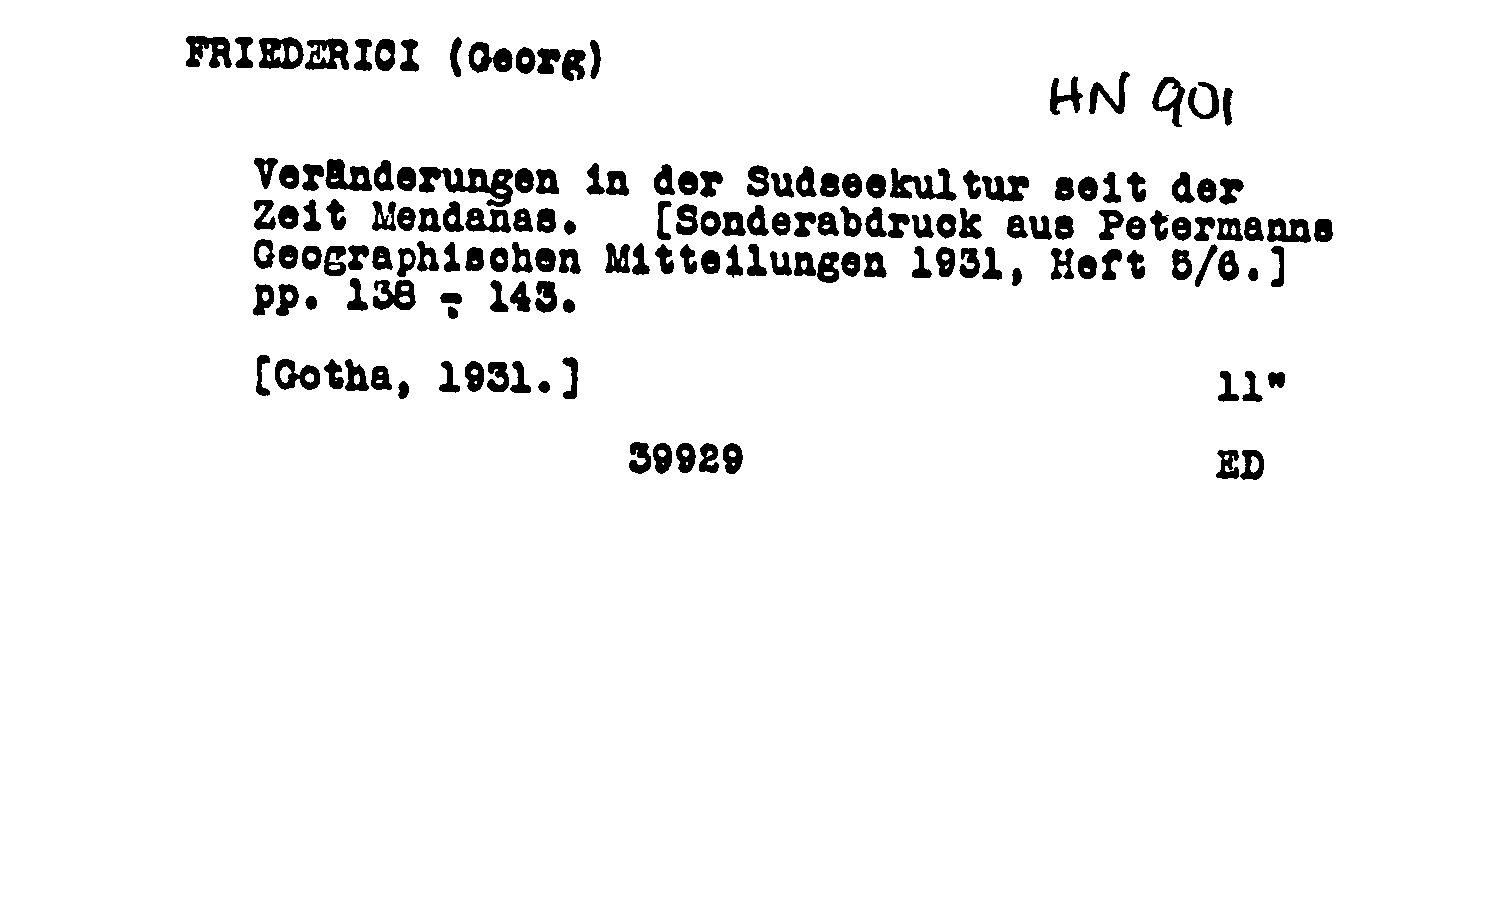 FRIEDERICI (Georg)
HN 901
Veränderungen in der Sudseekultur seit der
Zeit Mendañas. [Sonderabdruck aus Petermanns
Geographischen Mitteilungen 1931, Heft 5/6.]
pp. 138 - 143.
[Gotha, 1931.] 11"
39929 ED